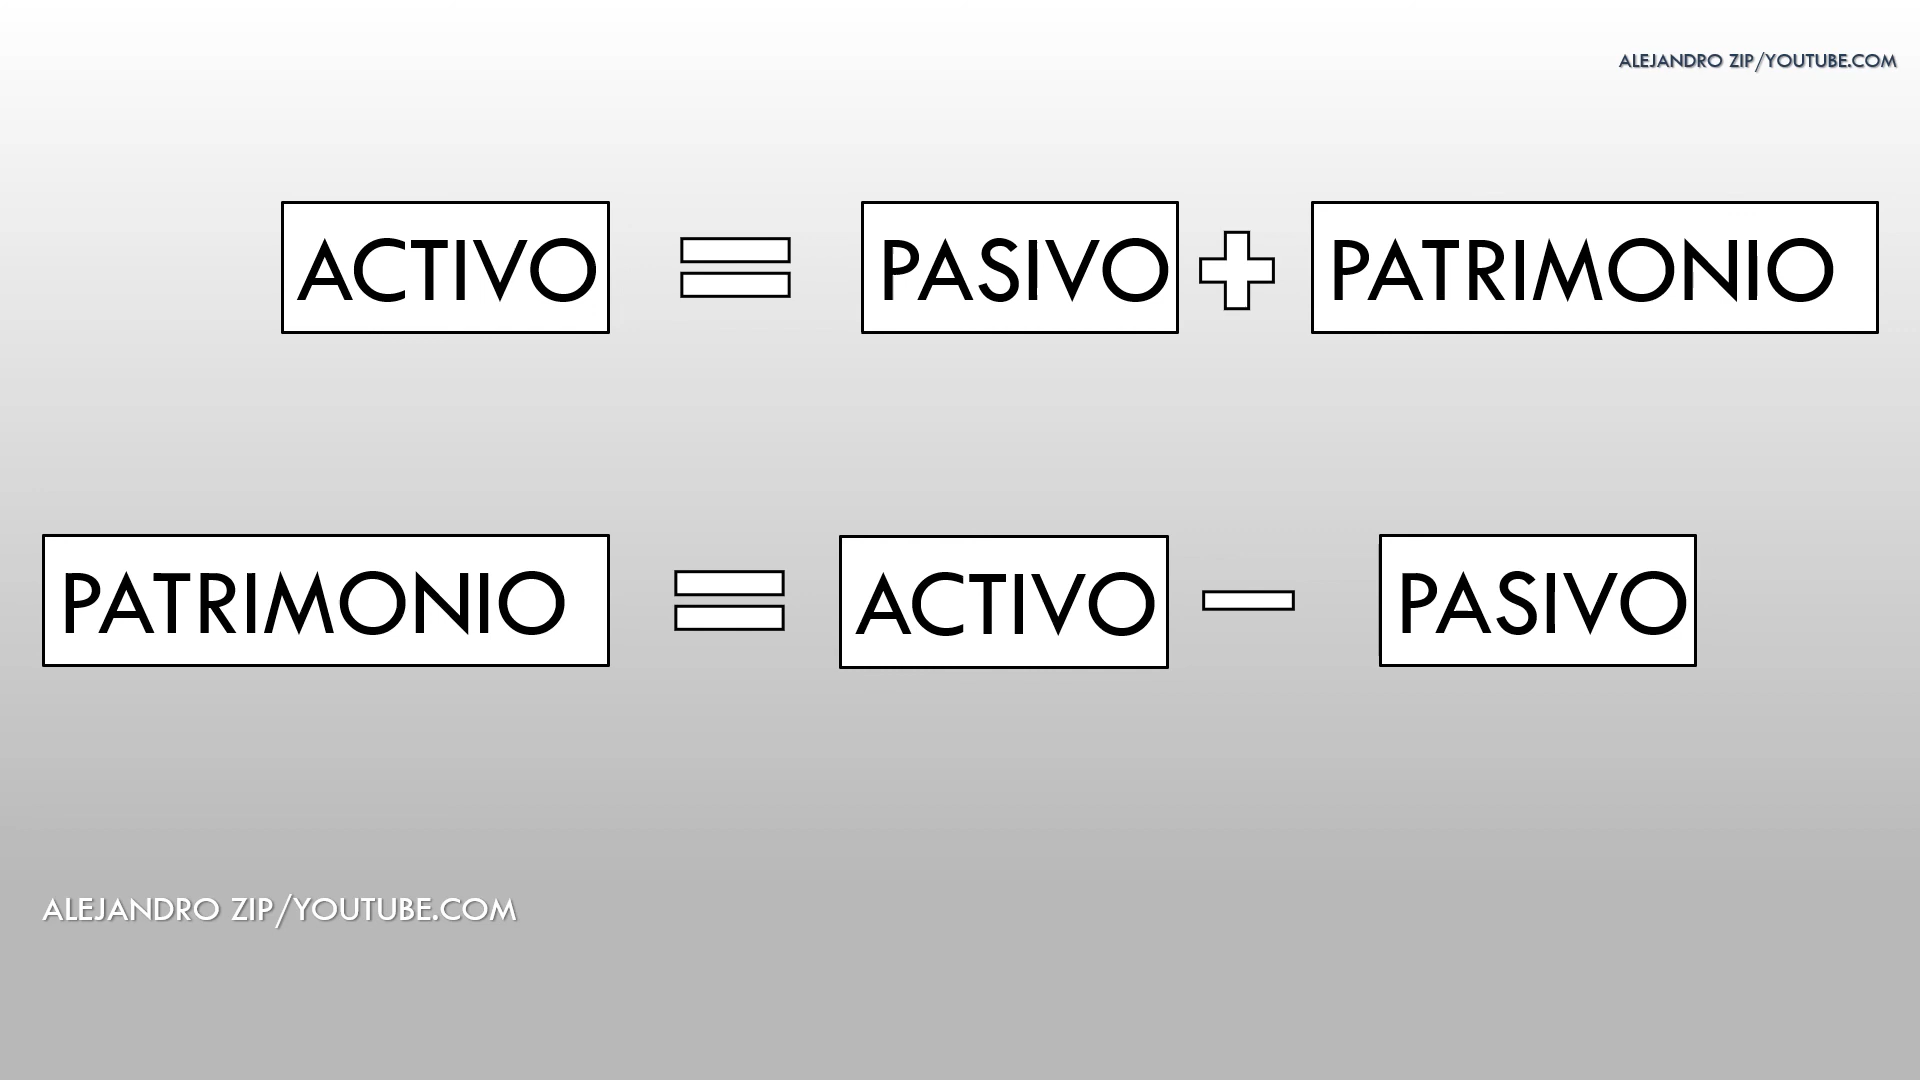 ALEJANDRO ZIP/YOUTUBE.COM
ACTIVO = PASIVO + PATRIMONIO
PATRIMONIO = ACTIVO - PASIVO
ALEJANDRO ZIP/YOUTUBE.COM